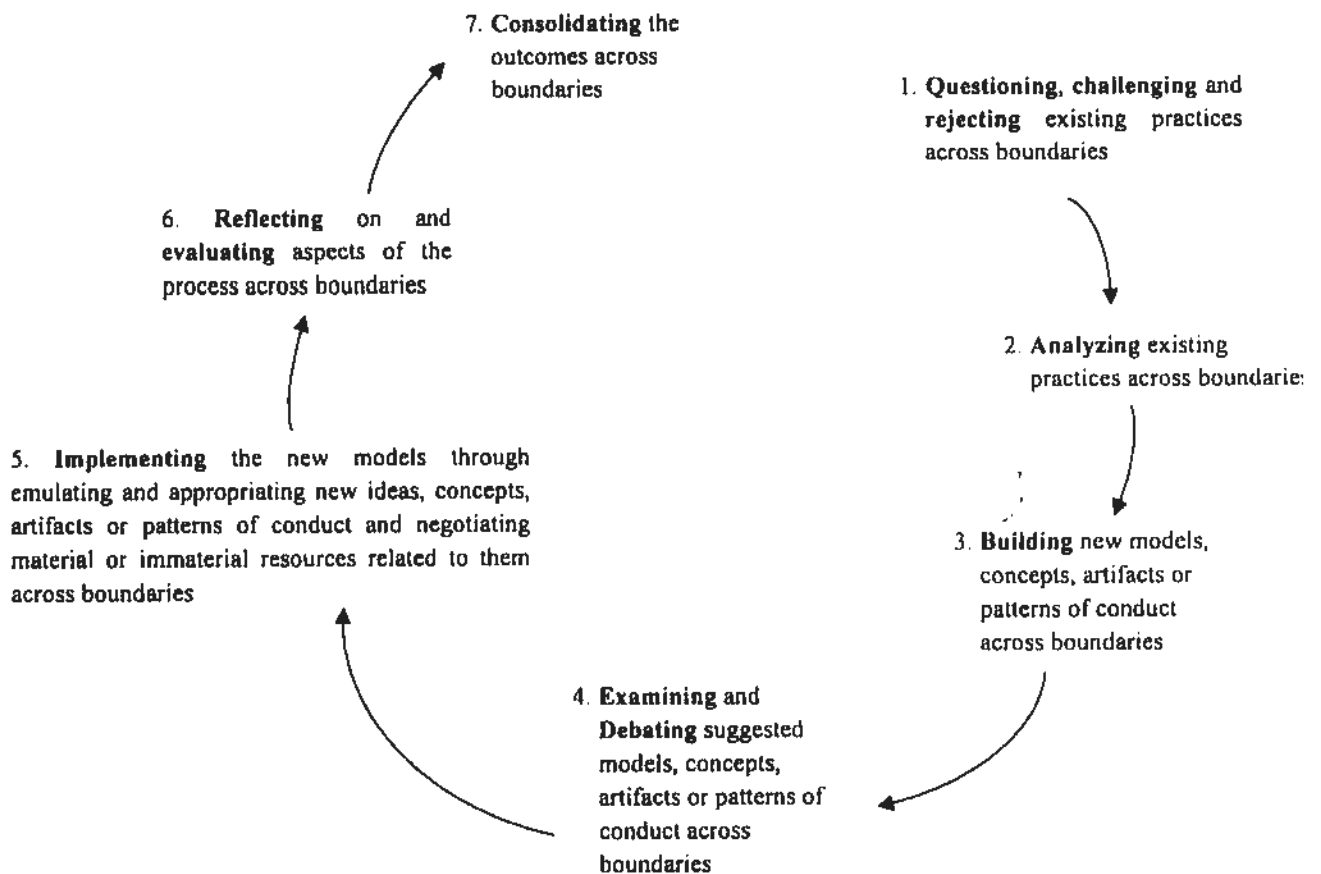 7. Consolidating the
outcomes across
boundaries
1. Questioning, challenging and
rejecting existing practices
across boundaries
6. Reflecting on and
evaluating aspects of the
process across boundaries
2. Analyzing existing
practices across boundaries
5. Implementing the new models through
emulating and appropriating new ideas, concepts,
artifacts or patterns of conduct and negotiating
material or immaterial resources related to them
across boundaries
3. Building new models,
concepts, artifacts or
patterns of conduct
across boundaries
4. Examining and
Debating suggested
models, concepts,
artifacts or patterns of
conduct across
boundaries